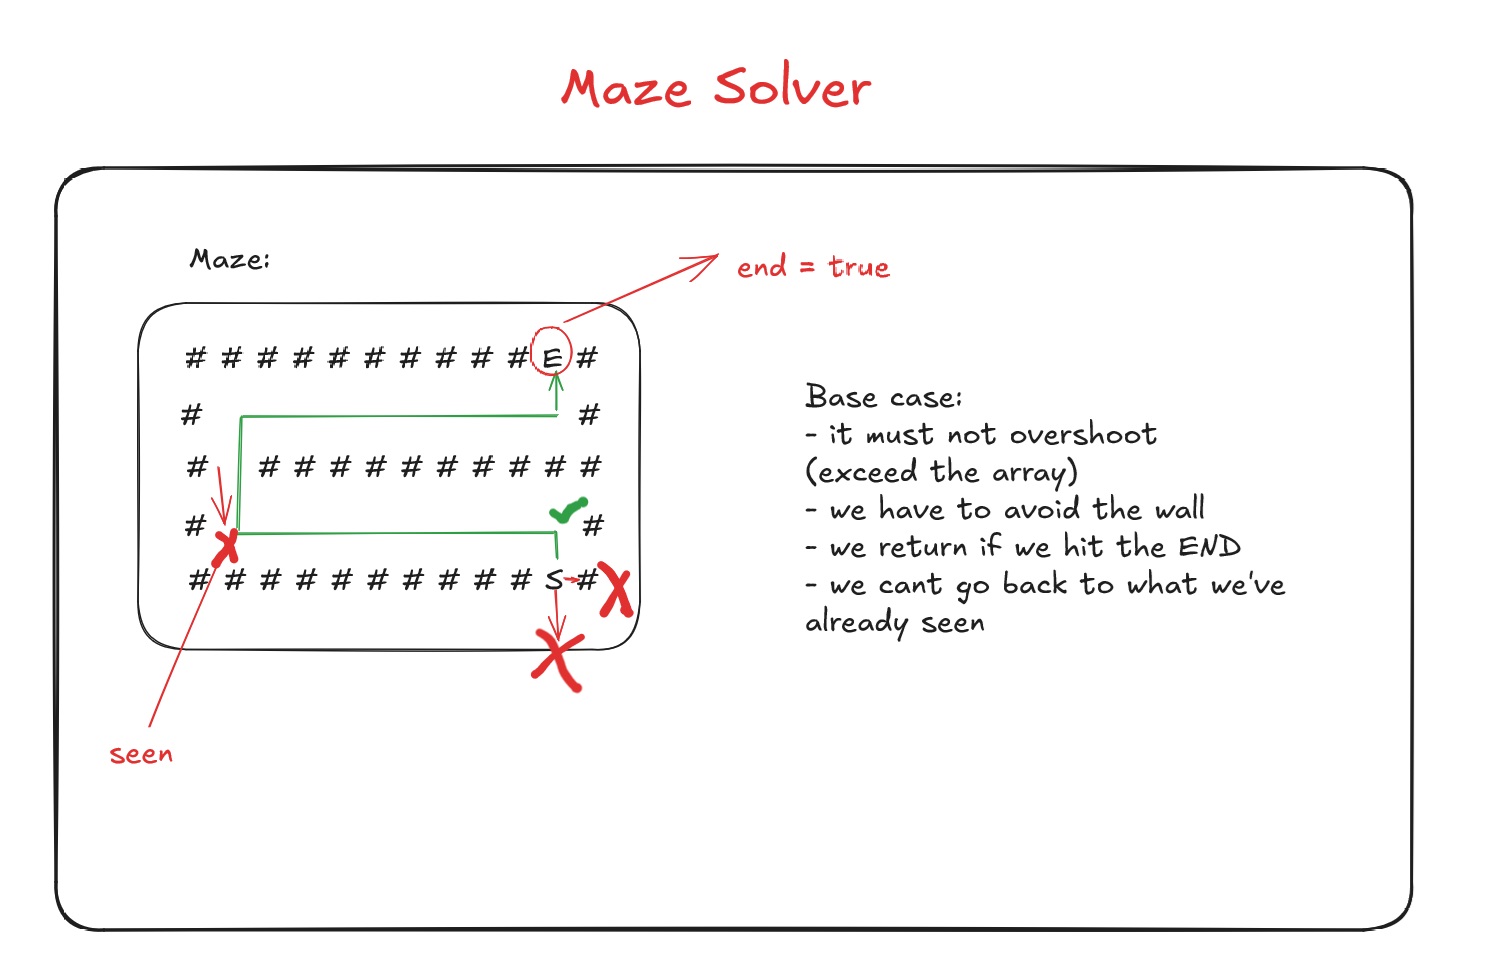 Maze Solver
Maze:
end = true
# # # # # # # # # # E #
# #
# # # # # # # # # # #
# #
# # # # # # # # # # S #
Base case:
- it must not overshoot
(exceed the array)
- we have to avoid the wall
- we return if we hit the END
- we cant go back to what we've
already seen
seen